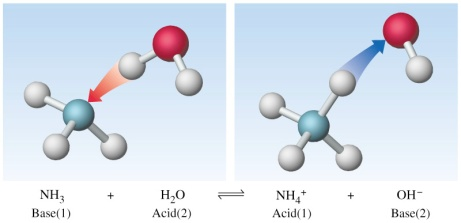 NH₃ + H₂O ⇌ NH₄⁺ + OH⁻
Base(1) Acid(2) Acid(1) Base(2)